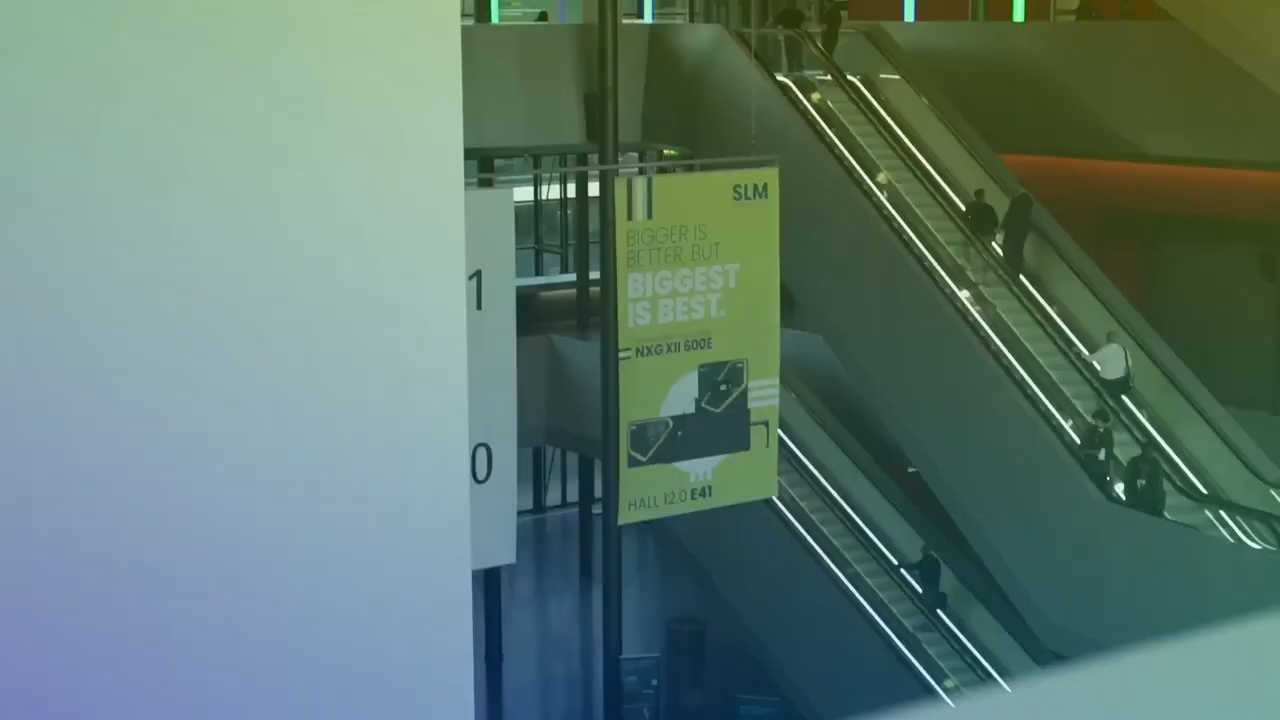 SLM
BIGGER IS
BETTER, BUT
BIGGEST
IS BEST.
NXG XII 600E
HALL 12.0 E41
1
0